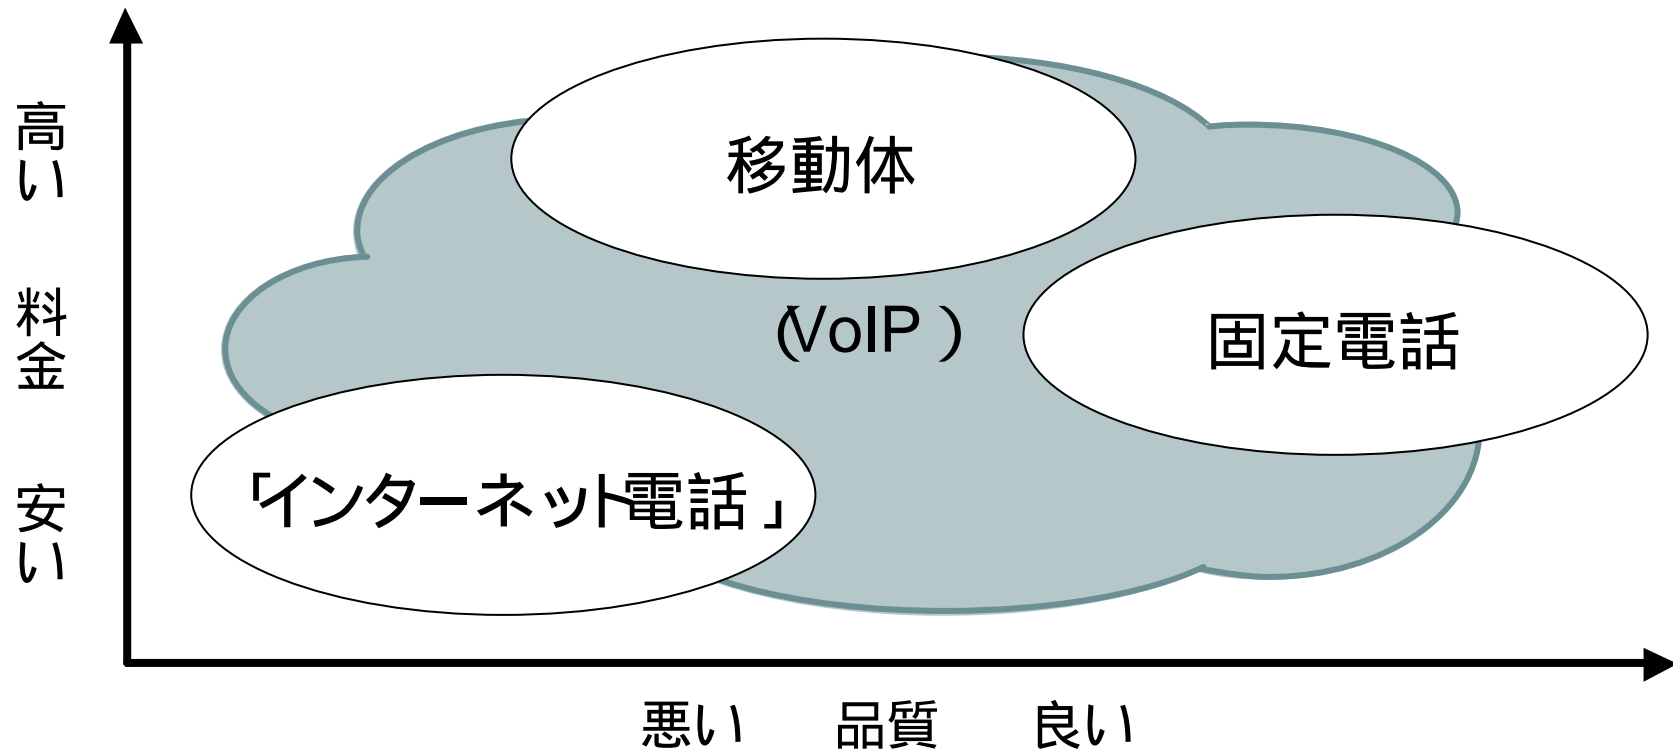 高い
料金
安い
移動体
(VoIP)
固定電話
「インターネット電話」
悪い 品質 良い